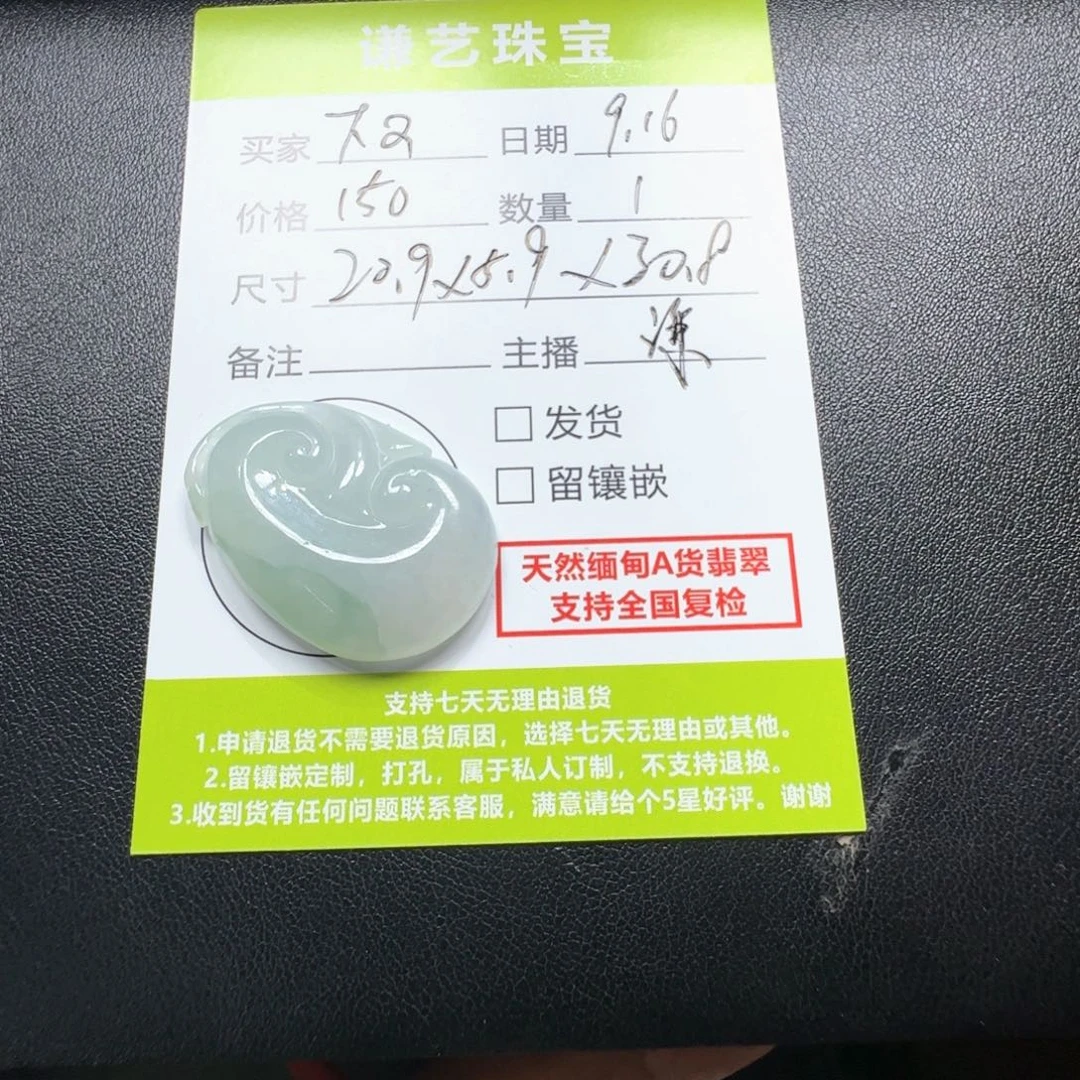 谦艺珠宝
买家 大又 日期 9.16
价格 150 数量 1
尺寸 20.9x5.9x30.8
备注 主播 谦
发货
留镶嵌
天然缅甸A货翡翠
支持全国复检
支持七天无理由退货
1.申请退货不需要退货原因，选择七天无理由或其他。
2.留镶嵌定制，打孔，属于私人订制，不支持退换。
3.收到货有任何问题联系客服，满意请给个5星好评。谢谢